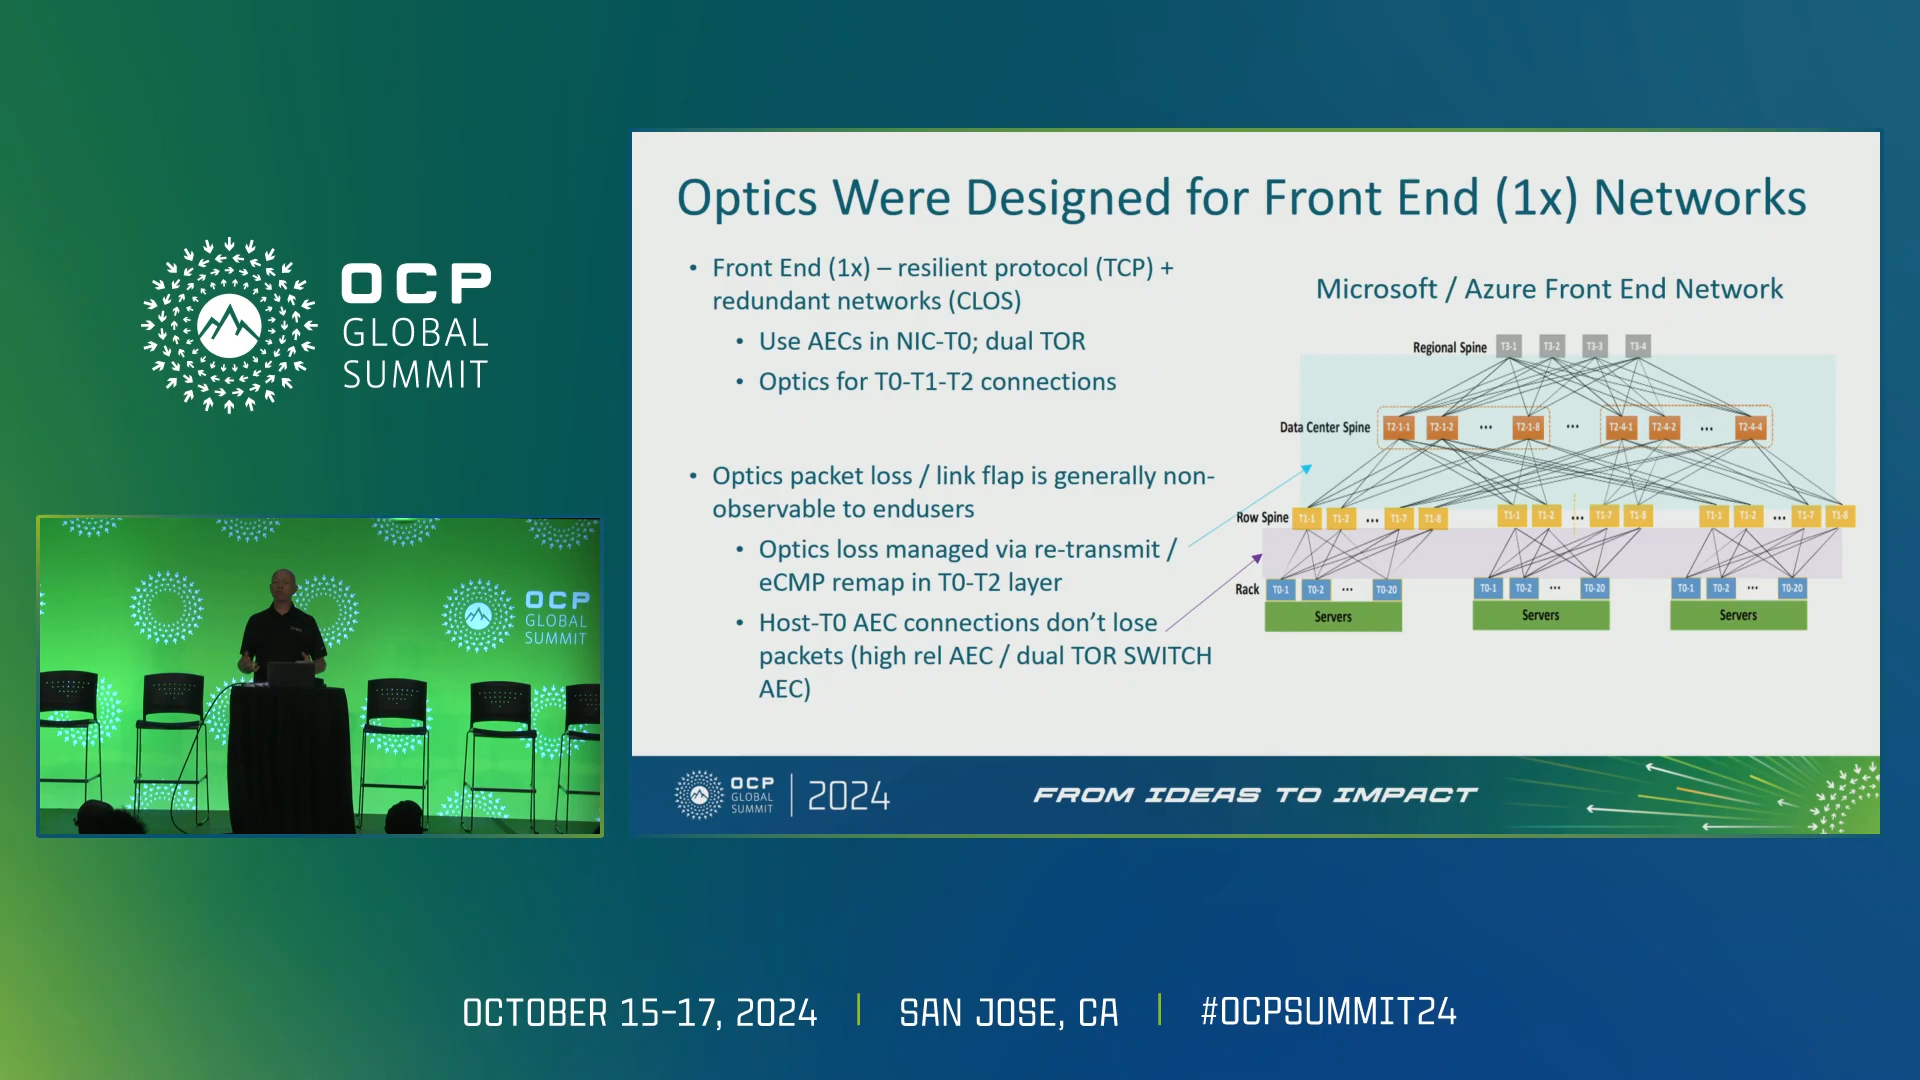 OCP
GLOBAL
SUMMIT
OCP
GLOBAL
SUMMIT
Optics Were Designed for Front End (1x) Networks
• Front End (1x) – resilient protocol (TCP) +
redundant networks (CLOS)
• Use AECs in NIC-T0; dual TOR
• Optics for T0-T1-T2 connections
• Optics packet loss / link flap is generally non-
observable to endusers
• Optics loss managed via re-transmit /
eCMP remap in T0-T2 layer
• Host-T0 AEC connections don’t lose
packets (high rel AEC / dual TOR SWITCH
AEC)
Microsoft / Azure Front End Network
Regional Spine T3-1 T3-2 T3-3 T3-4
Data Center Spine T2-1-1 T2-1-2 ... T2-1-8 ... T2-4-1 T2-4-2 ... T2-4-4
Row Spine T1-1 T1-2 ... T1-7 T1-8 T1-1 T1-2 ... T1-7 T1-8 T1-1 T1-2 ... T1-7 T1-8
Rack T0-1 T0-2 ... T0-20 T0-1 T0-2 ... T0-20 T0-1 T0-2 ... T0-20
Servers Servers Servers
OCP
GLOBAL
SUMMIT
2024
FROM IDEAS TO IMPACT
OCTOBER 15-17, 2024 | SAN JOSE, CA | #OCPSUMMIT24